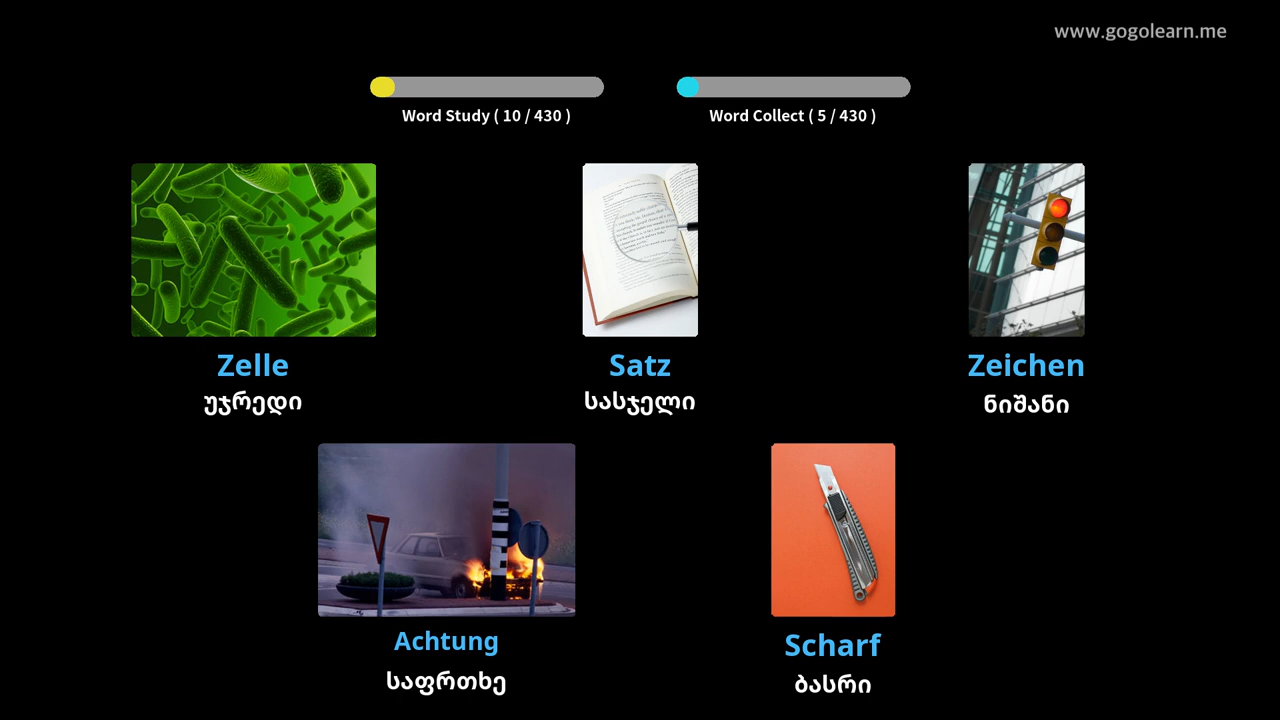 www.gogolearn.me
Word Study ( 10 / 430 )
Word Collect ( 5 / 430 )
Zelle
Satz
Zeichen
უჯრედი
სასჯელი
ნიშანი
Achtung
Scharf
საფრთხე
ბასრი